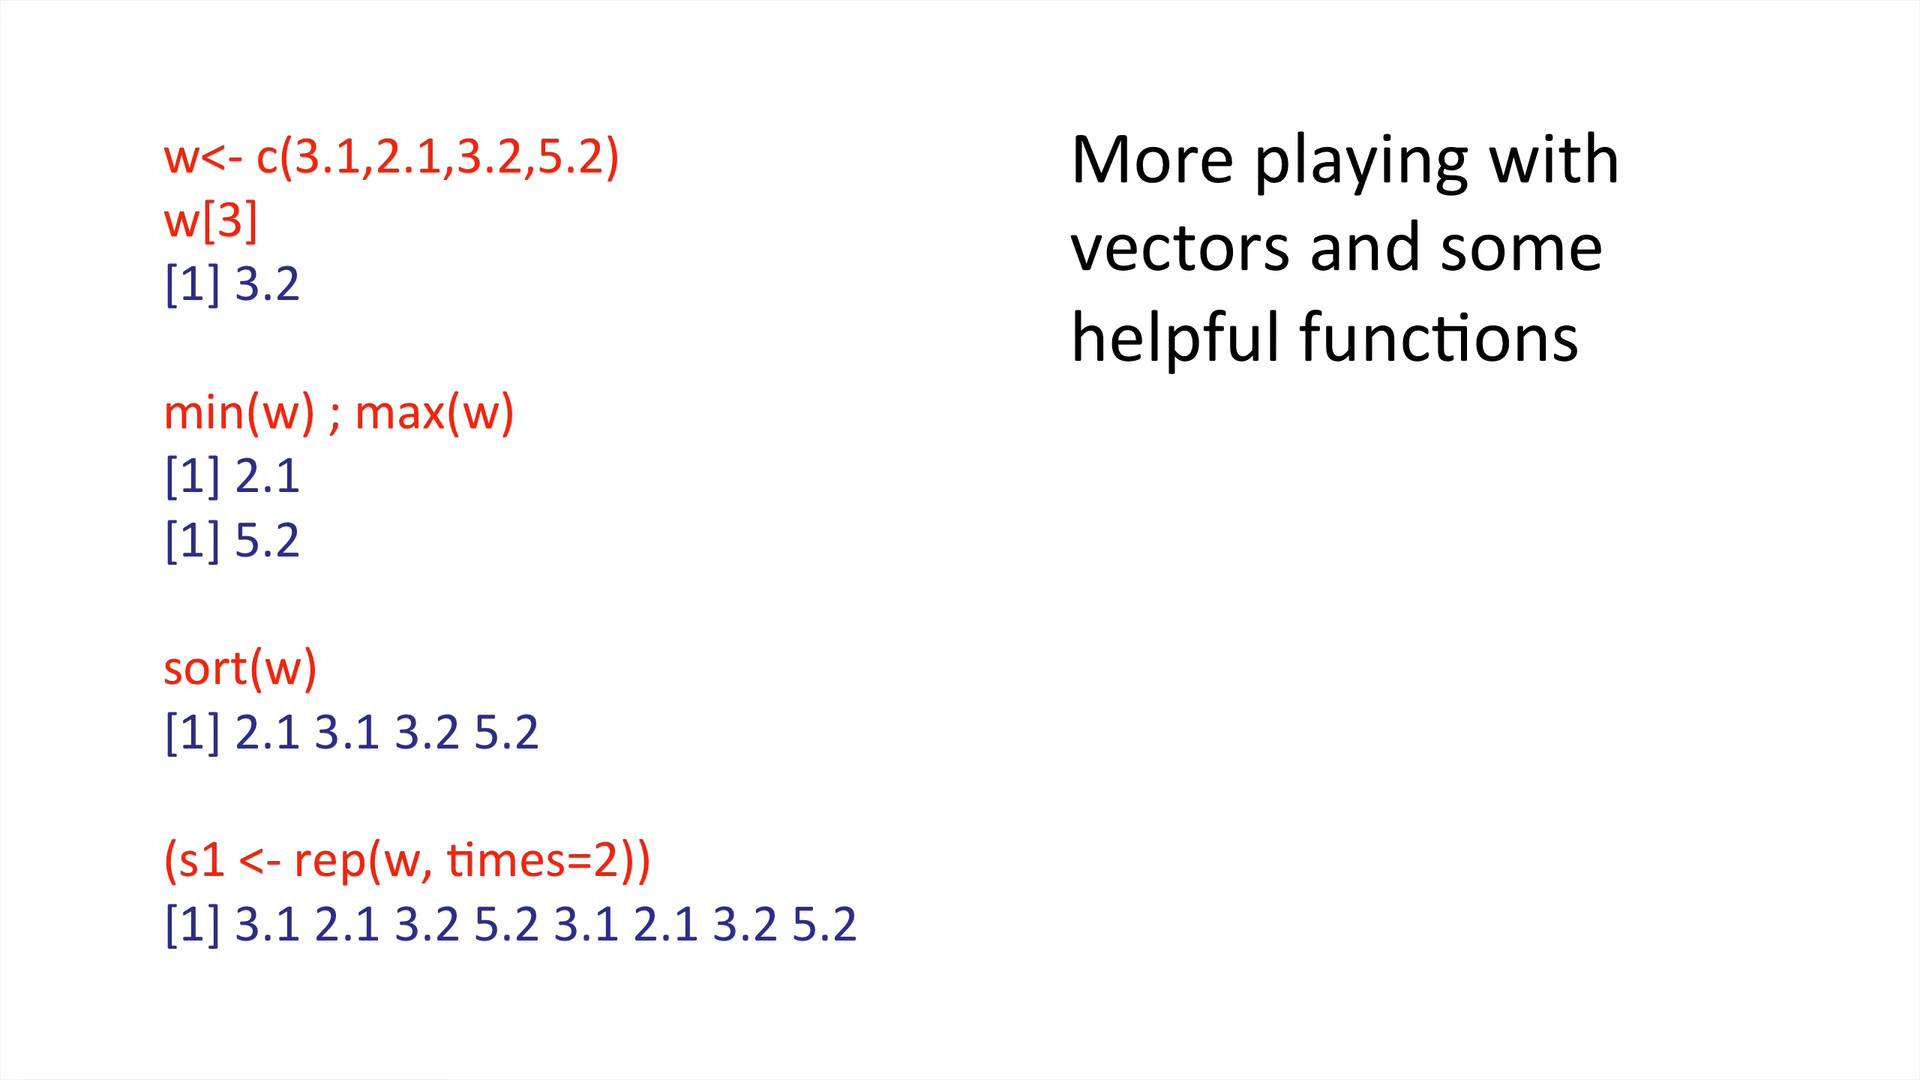 w<- c(3.1,2.1,3.2,5.2)
w[3]
[1] 3.2
min(w) ; max(w)
[1] 2.1
[1] 5.2
sort(w)
[1] 2.1 3.1 3.2 5.2
(s1 <- rep(w, times=2))
[1] 3.1 2.1 3.2 5.2 3.1 2.1 3.2 5.2
More playing with
vectors and some
helpful functions